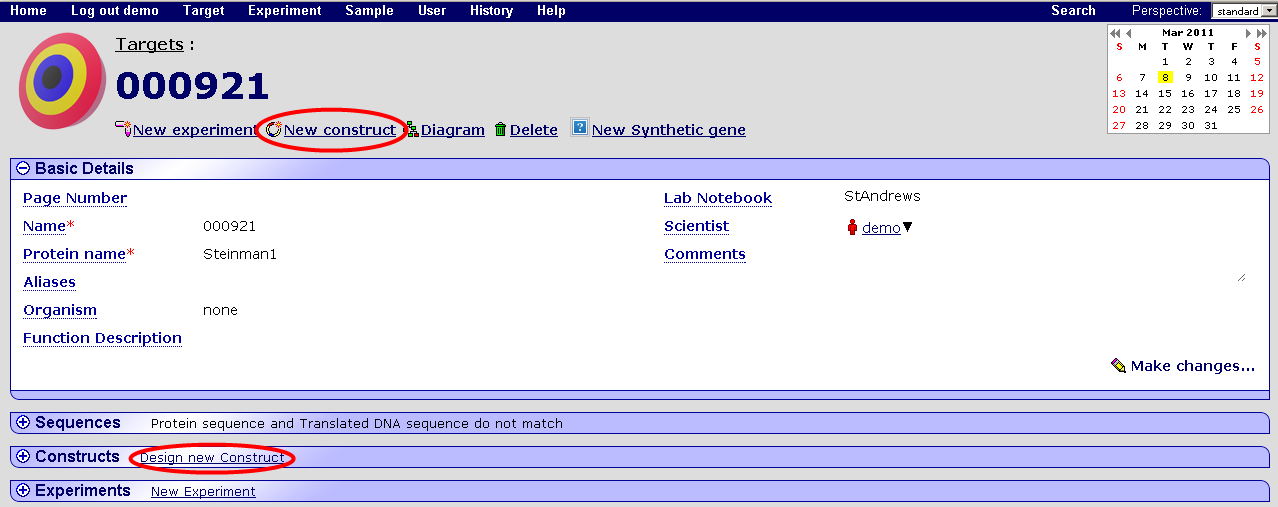 Home Log out demo Target Experiment Sample User History Help Search Perspective: standard
Mar 2011
S M T W T F S
1 2 3 4 5
6 7 8 9 10 11 12
13 14 15 16 17 18 19
20 21 22 23 24 25 26
27 28 29 30 31
Targets :
000921
New experiment New construct Diagram Delete ? New Synthetic gene
Basic Details
Page Number Lab Notebook StAndrews
Name* 000921 Scientist demo
Protein name* Steinman1 Comments
Aliases
Organism none
Function Description
Make changes...
Sequences Protein sequence and Translated DNA sequence do not match
Constructs Design new Construct
Experiments New Experiment